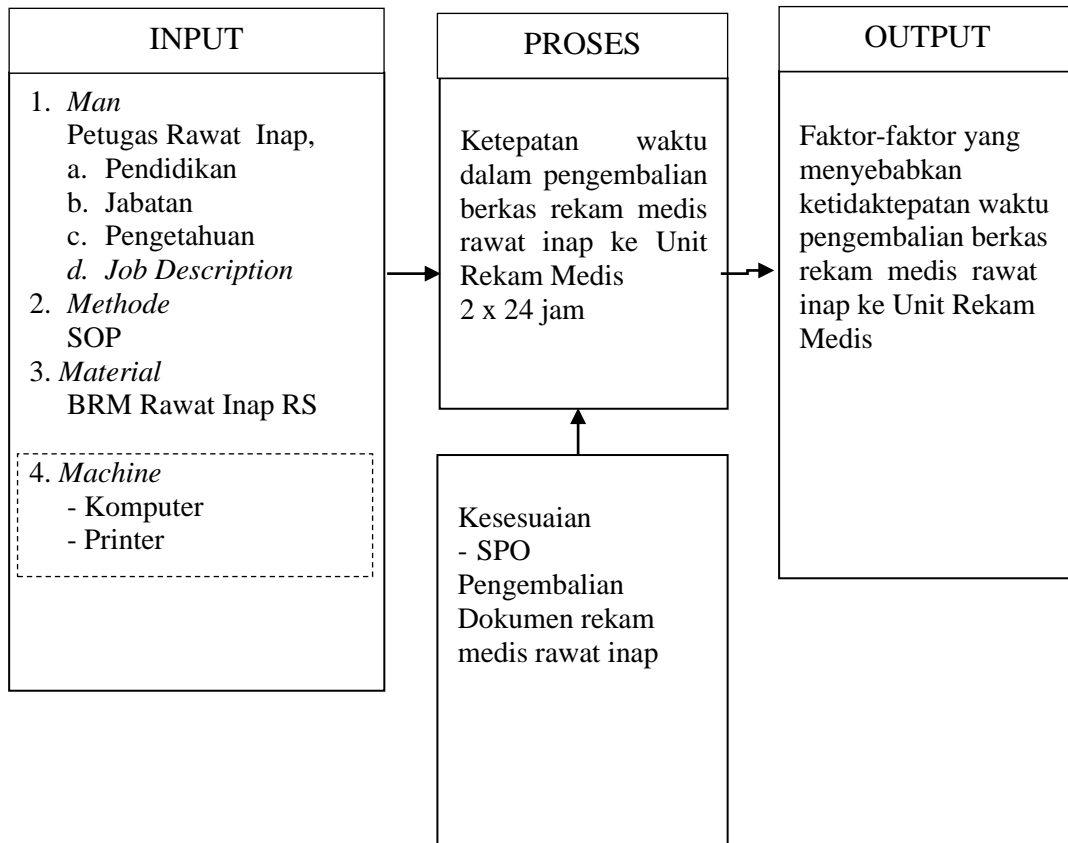 INPUT
1. Man
Petugas Rawat Inap,
a. Pendidikan
b. Jabatan
c. Pengetahuan
d. Job Description
2. Methode
SOP
3. Material
BRM Rawat Inap RS
4. Machine
- Komputer
- Printer
PROSES
Ketepatan waktu
dalam pengembalian
berkas rekam medis
rawat inap ke Unit
Rekam Medis
2 x 24 jam
Kesesuaian
- SPO
Pengembalian
Dokumen rekam
medis rawat inap
OUTPUT
Faktor-faktor yang
menyebabkan
ketidaktepatan waktu
pengembalian berkas
rekam medis rawat
inap ke Unit Rekam
Medis